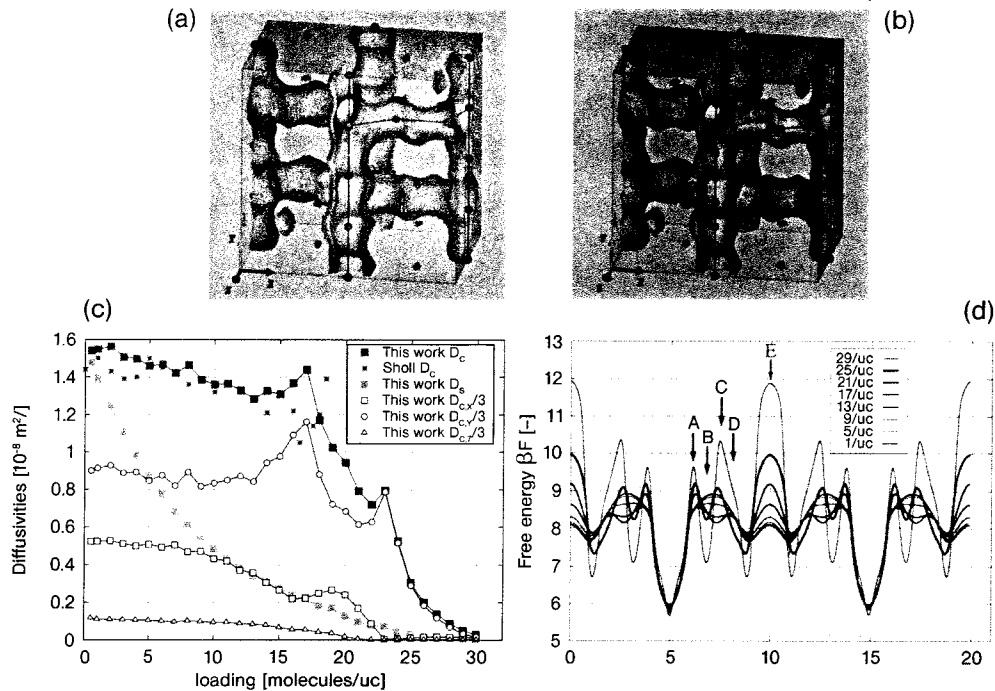 (a)
(b)
(c)
(d)
1.6
1.4
1.2
1
0.8
0.6
0.4
0.2
0
0 5 10 15 20 25 30
Diffusivities [10⁻⁸ m²/]
loading [molecules/uc]
This work D_C
Sholl D_C
This work D_S
This work D_C,X/3
This work D_C,Y/3
This work D_C,Z/3
13
12
11
10
9
8
7
6
5
0 5 10 15 20
Free energy βF [-]
A
B
C
D
E
29/uc
25/uc
21/uc
17/uc
13/uc
9/uc
5/uc
1/uc